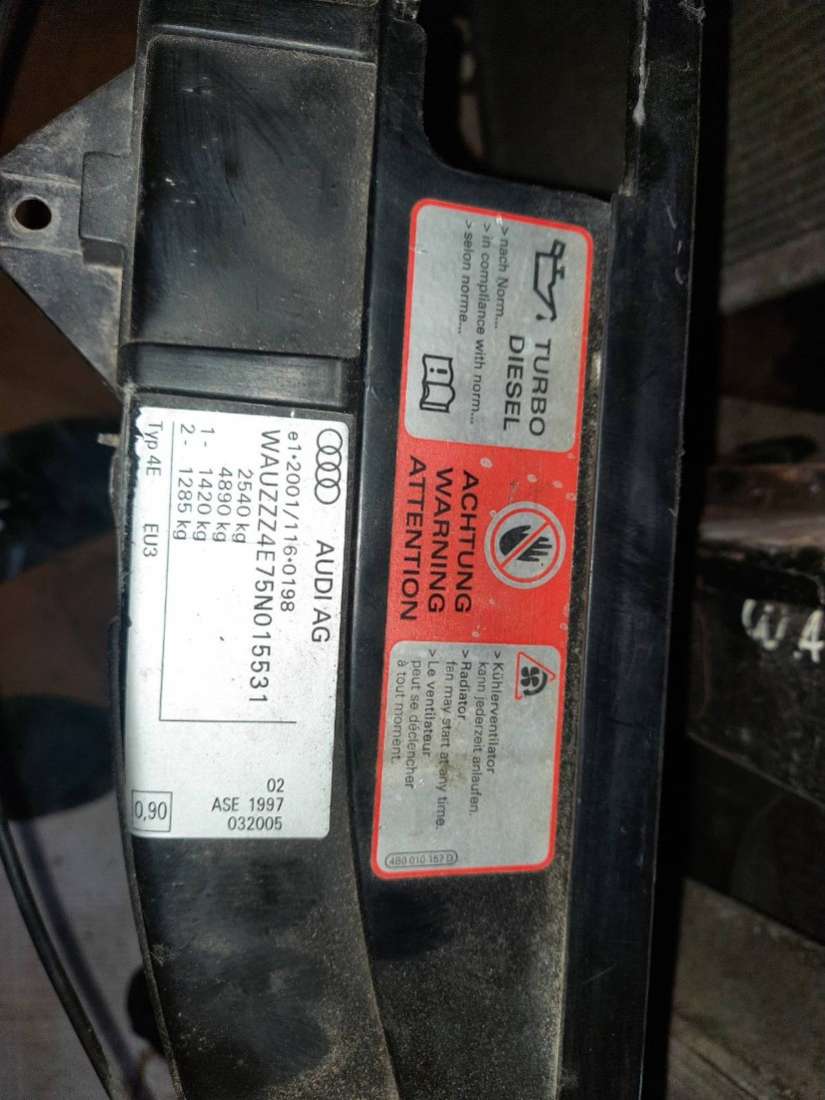 TURBO
DIESEL
> nach Norm...
> in compliance with norm...
> selon norme...
ACHTUNG
WARNING
ATTENTION
> Kühlerventilator
kann jederzeit anlaufen.
> Radiator
fan may start at any time.
> Le ventilateur
peut se déclencher
à tout moment.
4B0 010 157 D
AUDI AG
e1*2001/116*0198
WAUZZZ4E75N015531
2540 kg
4890 kg
1- 1420 kg
2- 1285 kg
Typ 4E EU3
02
ASE 1997
032005
0,90
W.4